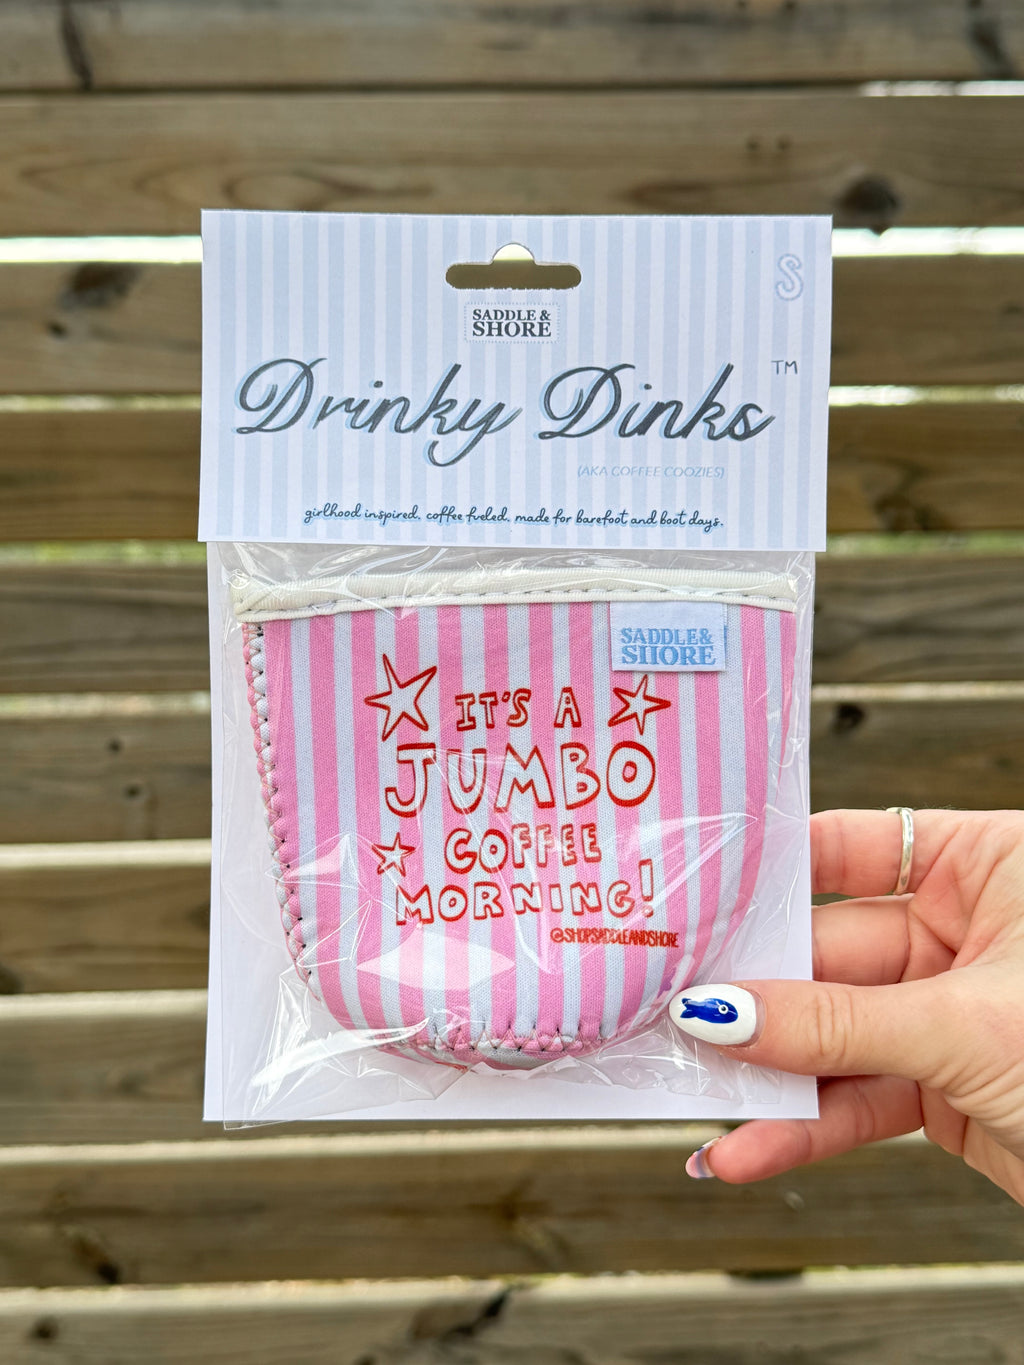 S
SADDLE &
SHORE
Drinky Dinks ™
(AKA COFFEE COOZIES)
girlhood inspired. coffee fueled. made for barefoot and boot days.
SADDLE &
SHORE
IT'S A
JUMBO
COFFEE
MORNING!
@SHOPSADDLEANDSHORE